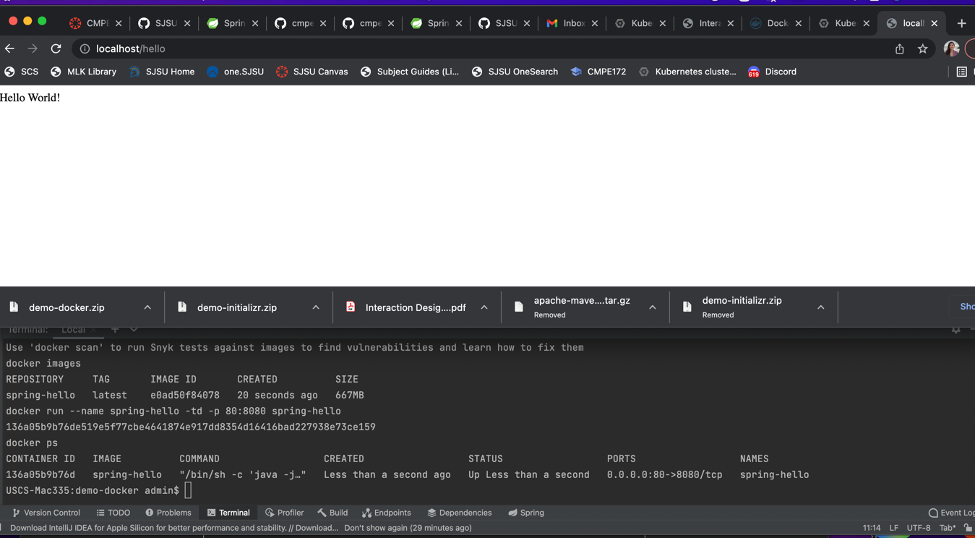 CMPE
SJSU
Spring
cmpe
cmpe
Spring
SJSU
Inbox
Kube
Intera
Dock
Kube
locall
localhost/hello
SCS
MLK Library
SJSU Home
one.SJSU
SJSU Canvas
Subject Guides (Li...
SJSU OneSearch
CMPE172
Kubernetes cluste...
619
Discord
Hello World!
demo-docker.zip
demo-initializr.zip
Interaction Desig....pdf
apache-mave....tar.gz
Removed
demo-initializr.zip
Removed
Sho
Terminal: Local
Use 'docker scan' to run Snyk tests against images to find vulnerabilities and learn how to fix them
docker images
REPOSITORY TAG IMAGE ID CREATED SIZE
spring-hello latest e0ad50f84078 20 seconds ago 667MB
docker run --name spring-hello -td -p 80:8080 spring-hello
136a05b9b76de519e5f77cbe4641874e917dd8354d16416bad227938e73ce159
docker ps
CONTAINER ID IMAGE COMMAND CREATED STATUS PORTS NAMES
136a05b9b76d spring-hello "/bin/sh -c 'java -j…" Less than a second ago Up Less than a second 0.0.0.0:80->8080/tcp spring-hello
USCS-Mac335:demo-docker admin$
Version Control TODO Problems Terminal Profiler Build Endpoints Dependencies Spring Event Log
Download IntelliJ IDEA for Apple Silicon for better performance and stability. // Download... Don't show again (29 minutes ago) 11:14 LF UTF-8 Tab*